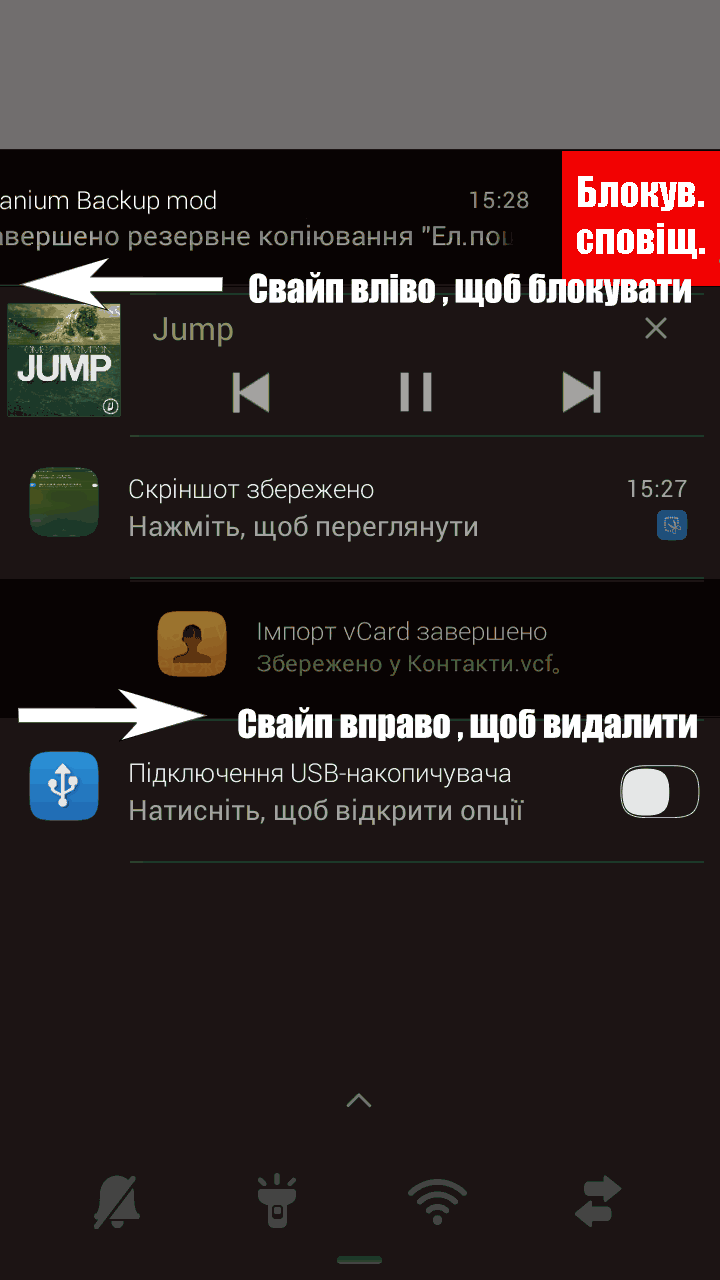 anium Backup mod
15:28
Блокув.
сповіщ.
авершено резервне копіювання "Ел.пош
Свайп вліво , щоб блокувати
Jump
JUMP
Скріншот збережено
15:27
Нажміть, щоб переглянути
Імпорт vCard завершено
Збережено у Контакти.vcf。
Свайп вправо , щоб видалити
Підключення USB-накопичувача
Натисніть, щоб відкрити опції